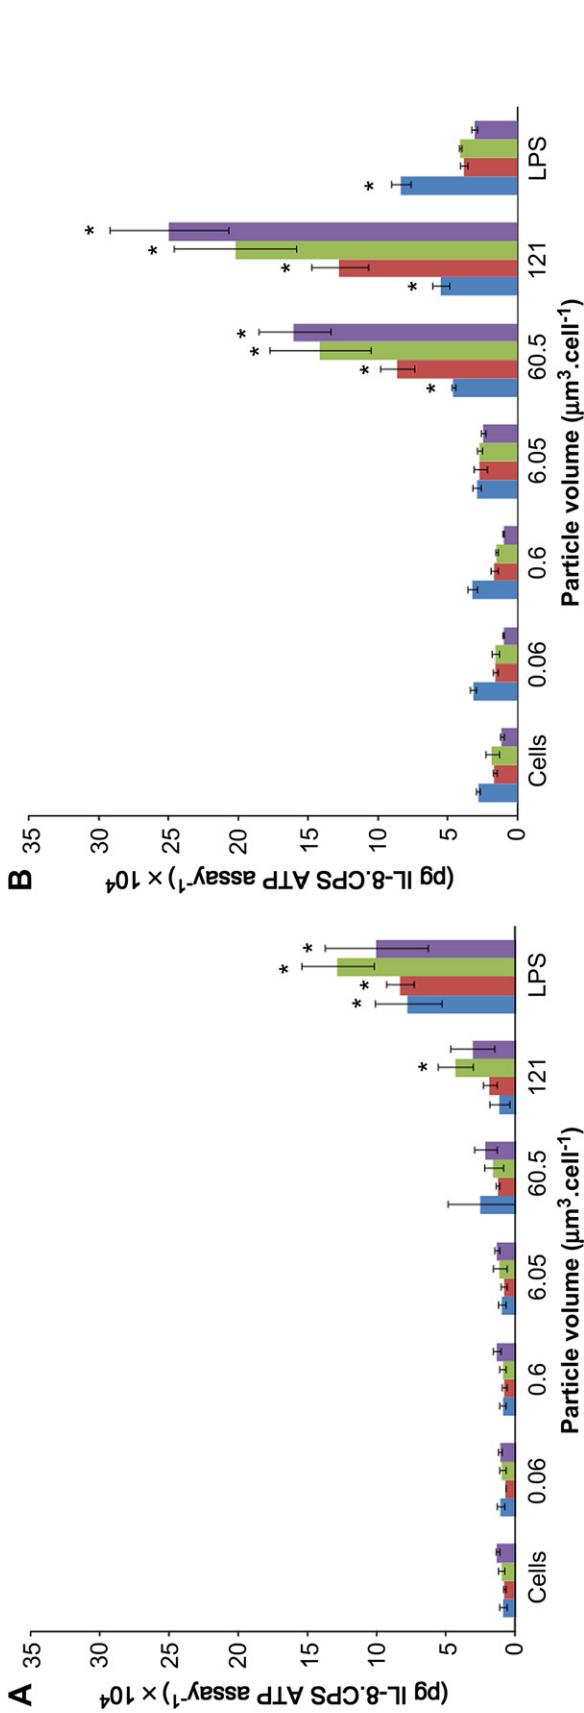 A
(pg IL-8.CPS ATP assay⁻¹) × 10⁴
35
30
25
20
15
10
5
0
* * * * *
Cells 0.06 0.6 6.05 60.5 121 LPS
Particle volume (μm³.cell⁻¹)
B
(pg IL-8.CPS ATP assay⁻¹) × 10⁴
35
30
25
20
15
10
5
0
* * * * * * * * *
Cells 0.06 0.6 6.05 60.5 121 LPS
Particle volume (μm³.cell⁻¹)